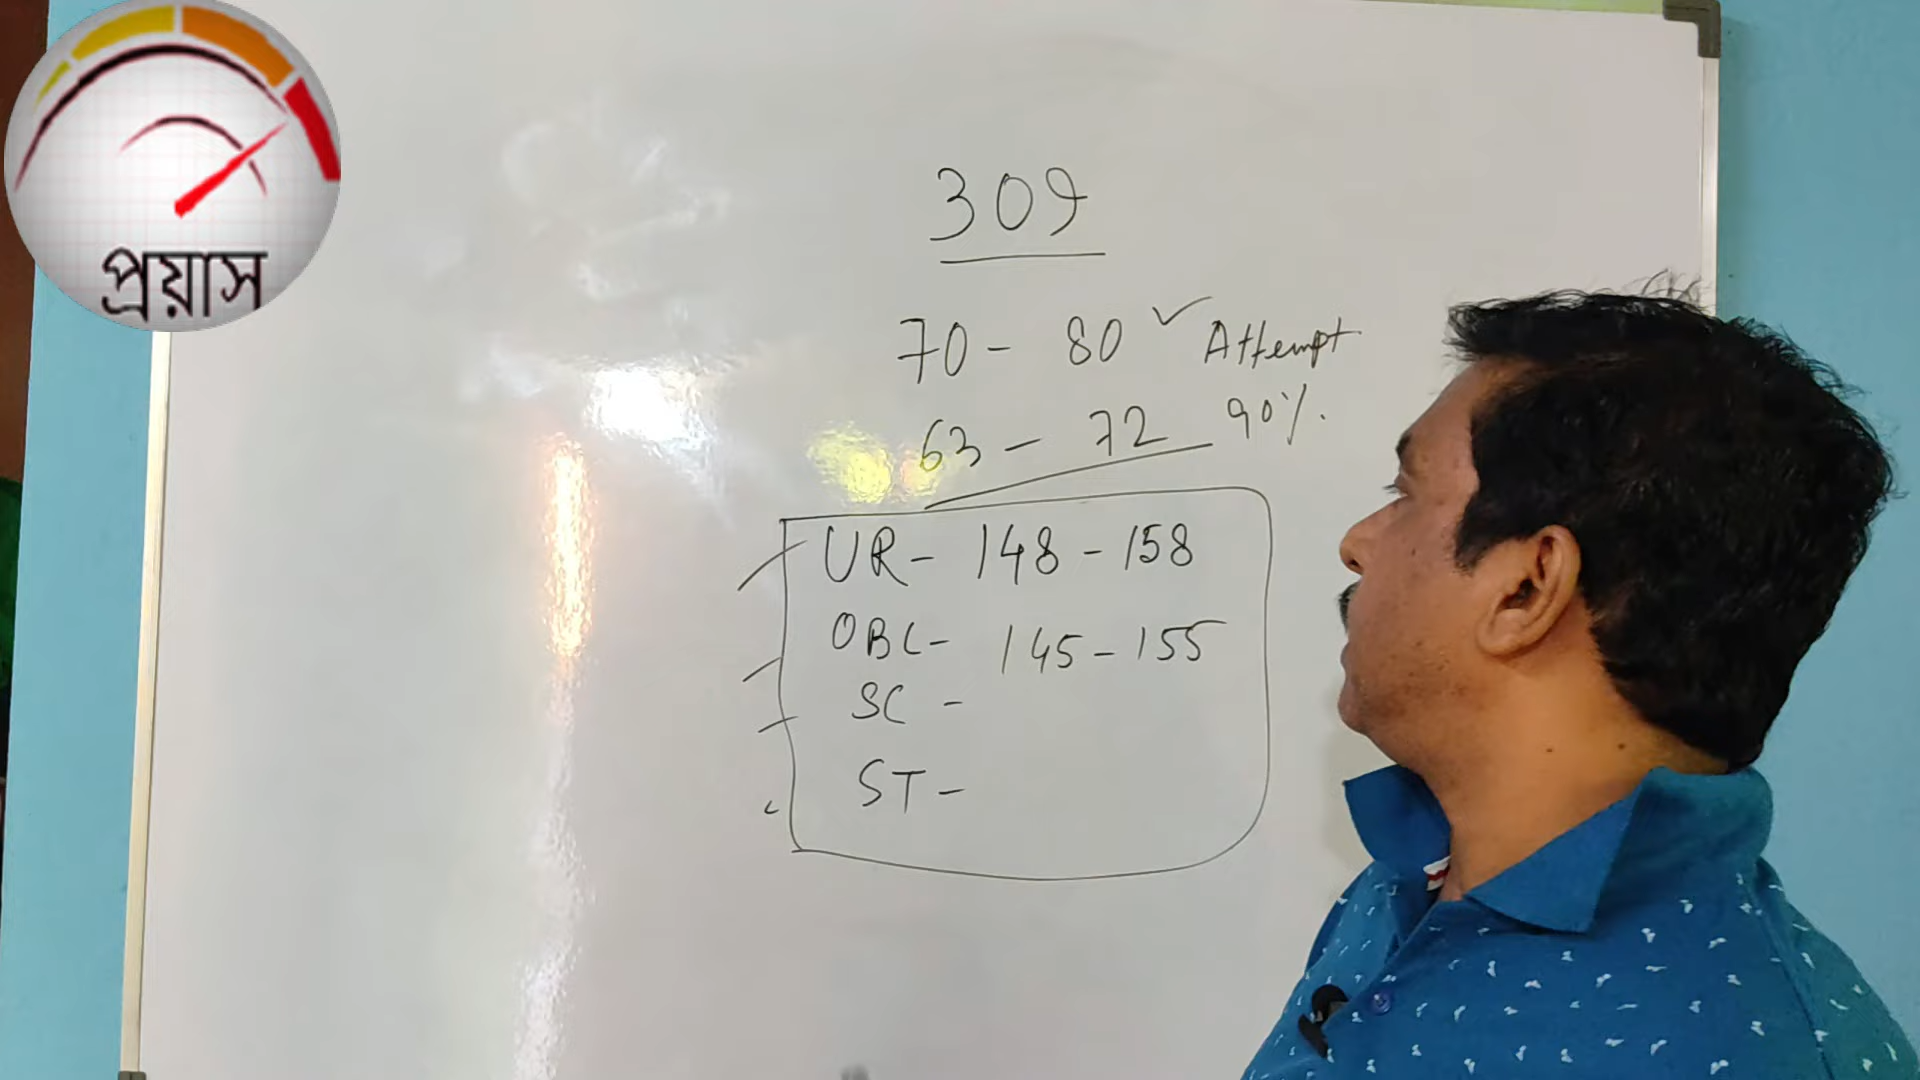 প্রয়াস
309
70 - 80 ✓ Attempt
63 - 72 90%.
UR - 148 - 158
OBC - 145 - 155
SC -
ST -